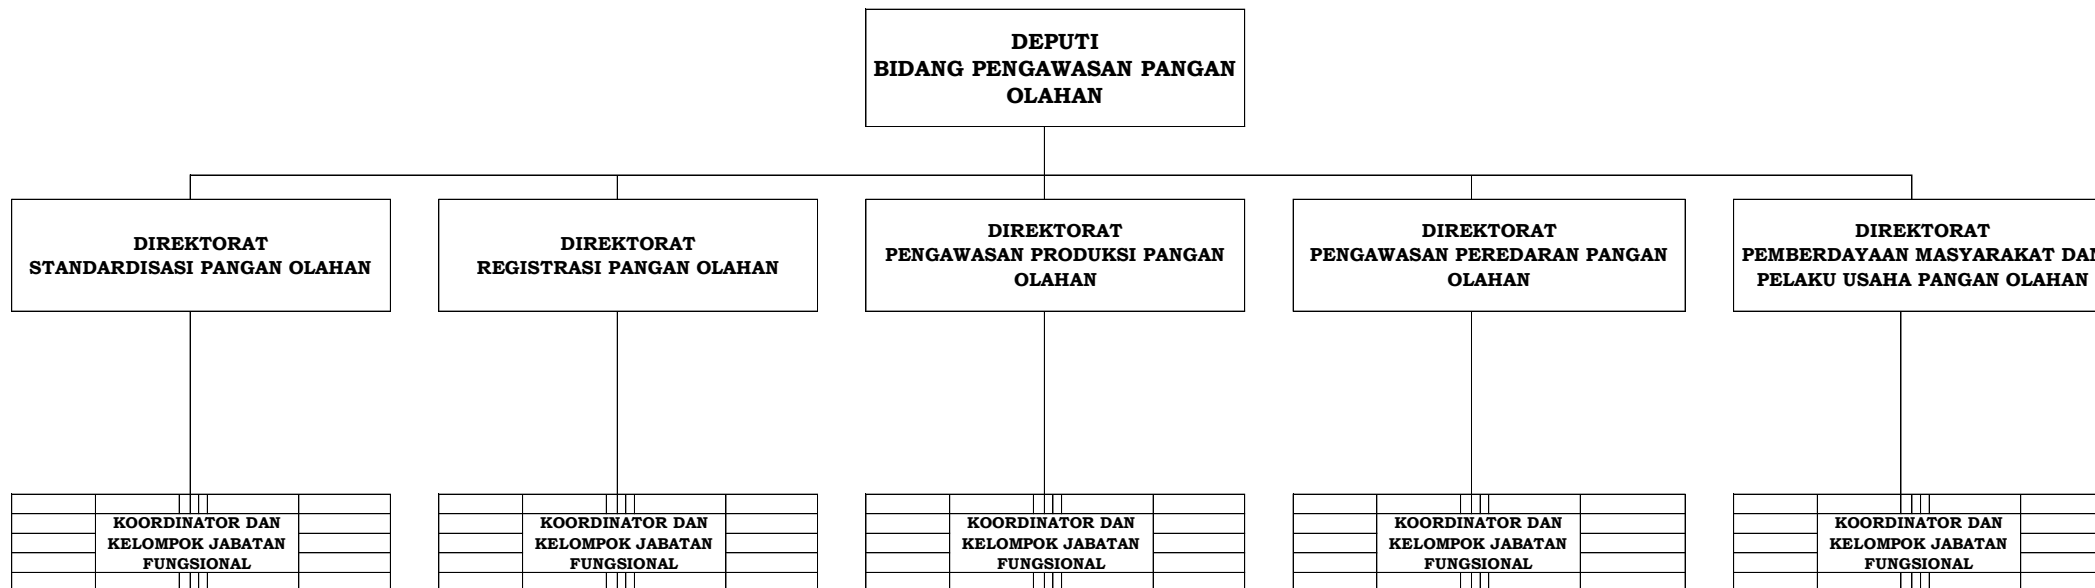 DEPUTI
BIDANG PENGAWASAN PANGAN
OLAHAN
DIREKTORAT
STANDARDISASI PANGAN OLAHAN
DIREKTORAT
REGISTRASI PANGAN OLAHAN
DIREKTORAT
PENGAWASAN PRODUKSI PANGAN
OLAHAN
DIREKTORAT
PENGAWASAN PEREDARAN PANGAN
OLAHAN
DIREKTORAT
PEMBERDAYAAN MASYARAKAT DAN
PELAKU USAHA PANGAN OLAHAN
KOORDINATOR DAN
KELOMPOK JABATAN
FUNGSIONAL
KOORDINATOR DAN
KELOMPOK JABATAN
FUNGSIONAL
KOORDINATOR DAN
KELOMPOK JABATAN
FUNGSIONAL
KOORDINATOR DAN
KELOMPOK JABATAN
FUNGSIONAL
KOORDINATOR DAN
KELOMPOK JABATAN
FUNGSIONAL